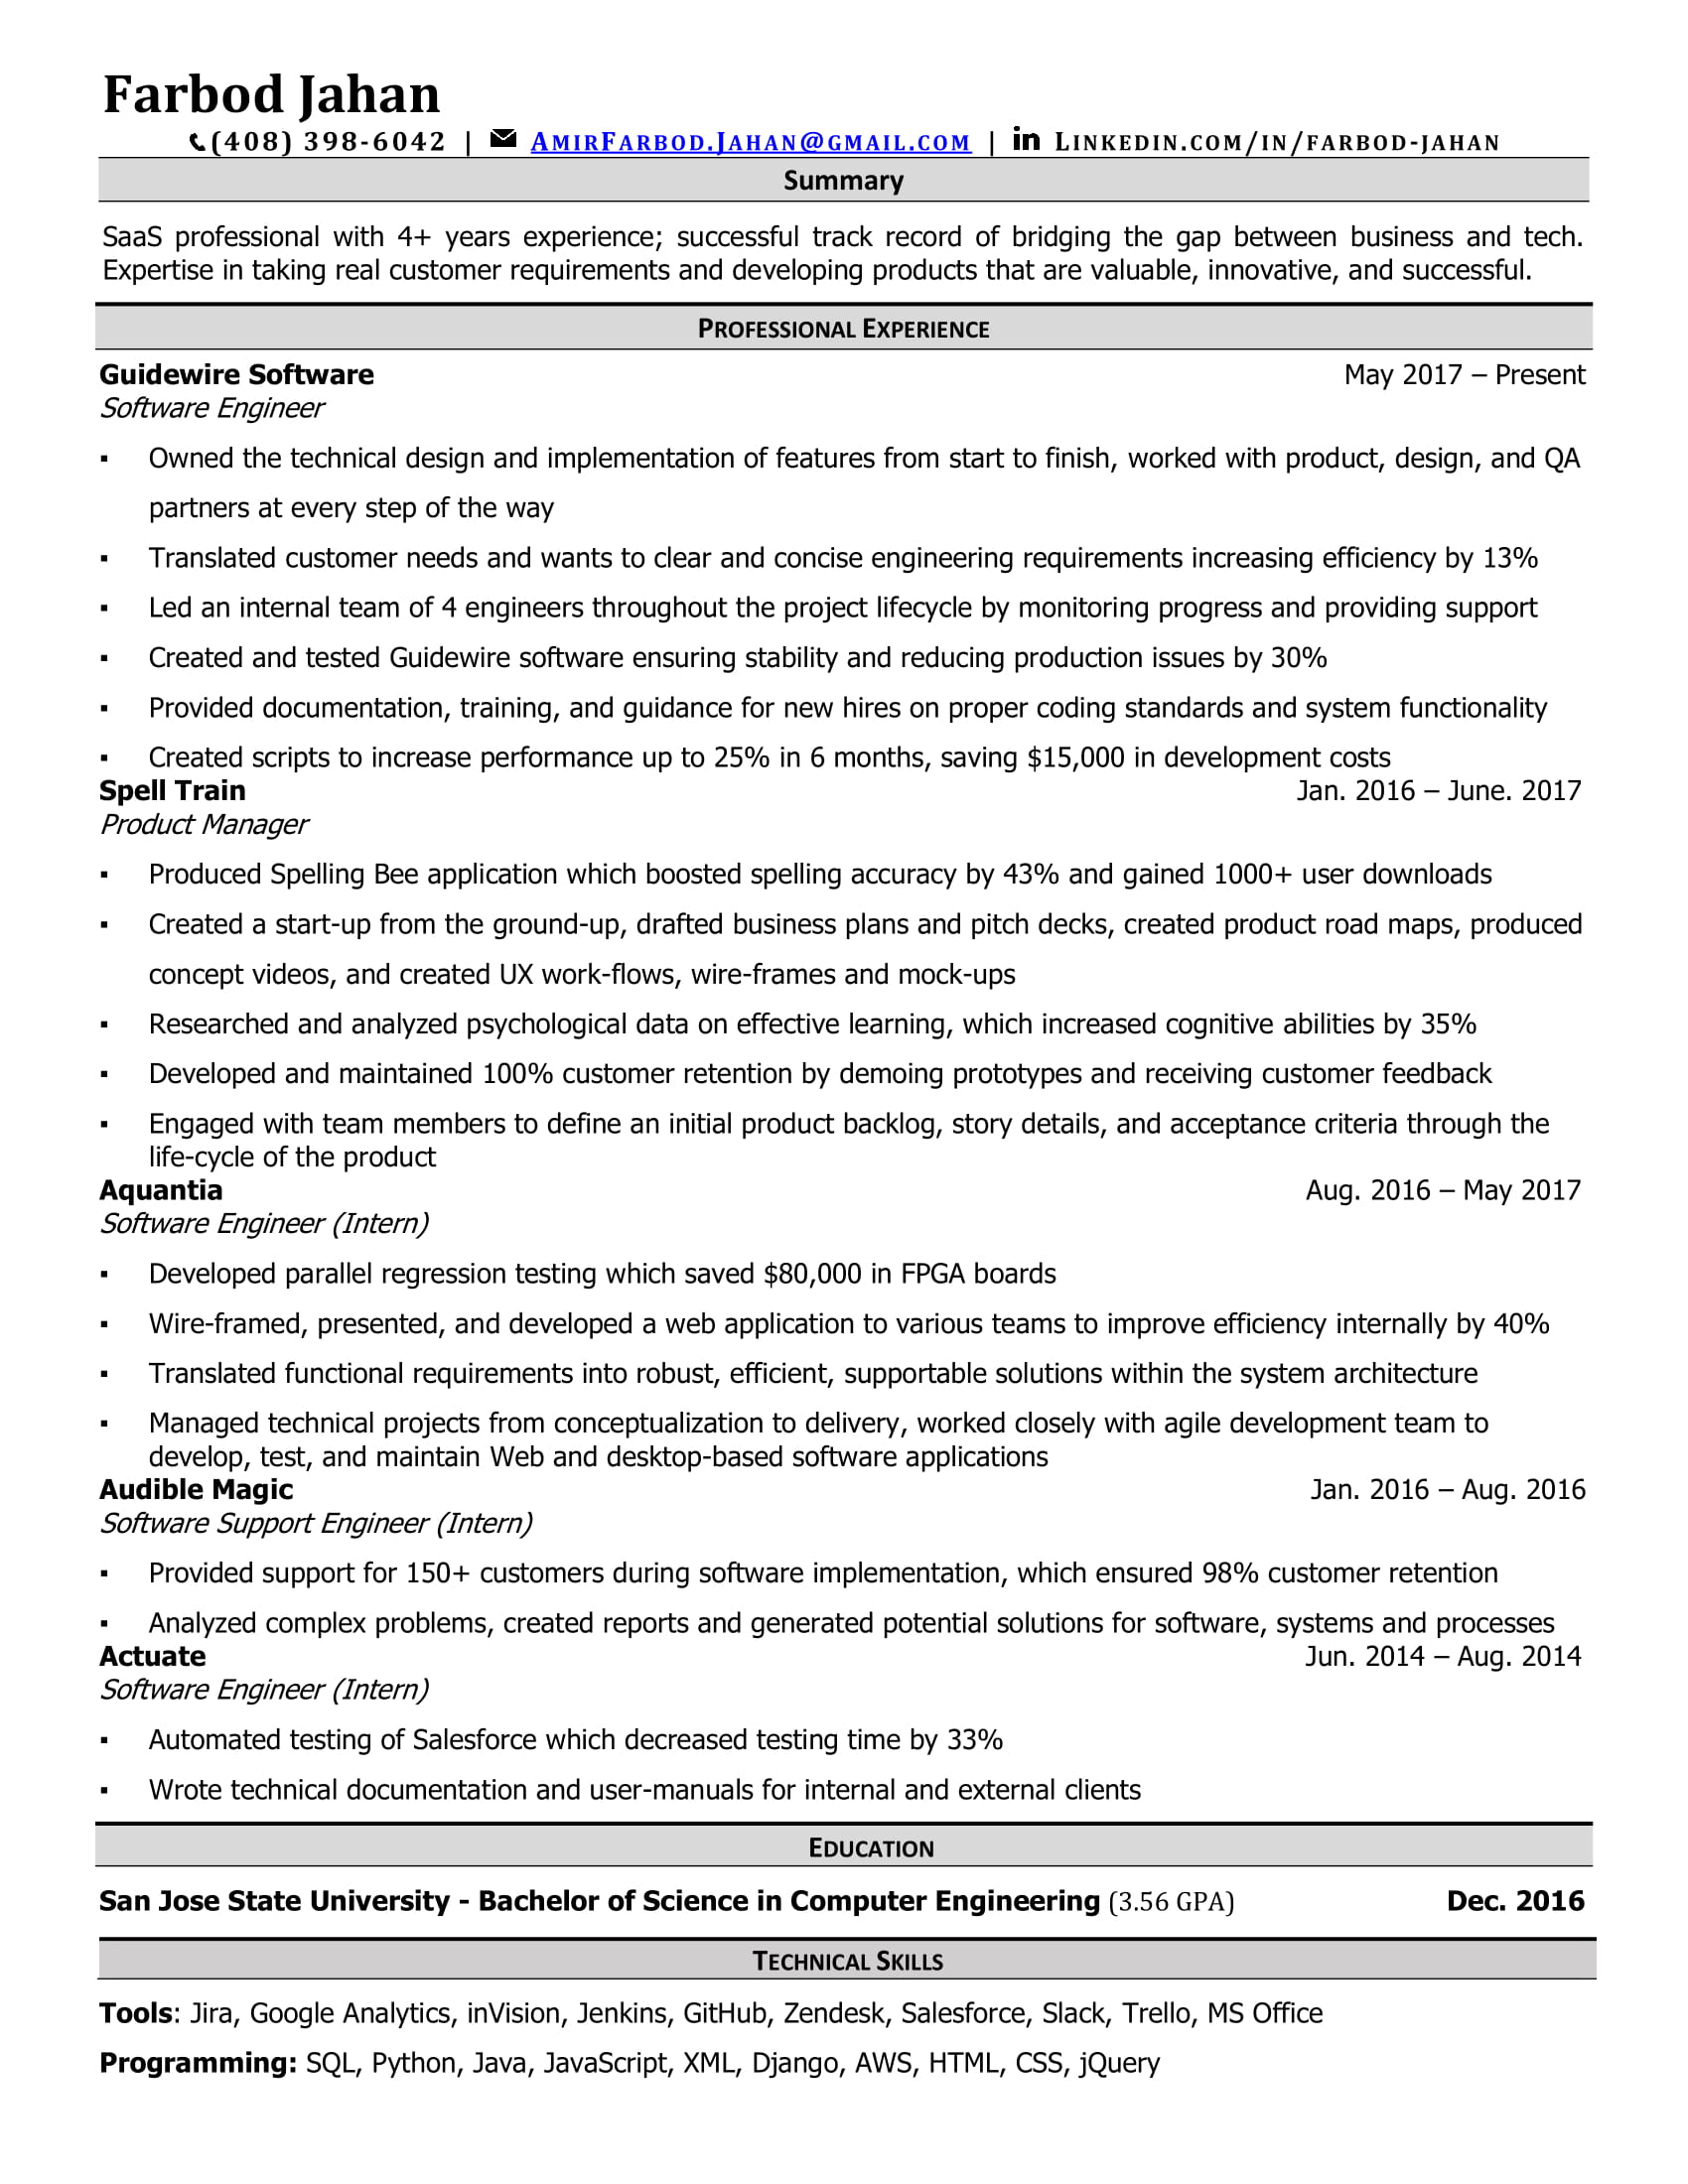 Farbod Jahan
(408) 398-6042 | AmirFarbod.Jahan@gmail.com | in Linkedin.com/in/farbod-jahan
Summary
SaaS professional with 4+ years experience; successful track record of bridging the gap between business and tech.
Expertise in taking real customer requirements and developing products that are valuable, innovative, and successful.
Professional Experience
Guidewire Software May 2017 – Present
Software Engineer
▪ Owned the technical design and implementation of features from start to finish, worked with product, design, and QA
partners at every step of the way
▪ Translated customer needs and wants to clear and concise engineering requirements increasing efficiency by 13%
▪ Led an internal team of 4 engineers throughout the project lifecycle by monitoring progress and providing support
▪ Created and tested Guidewire software ensuring stability and reducing production issues by 30%
▪ Provided documentation, training, and guidance for new hires on proper coding standards and system functionality
▪ Created scripts to increase performance up to 25% in 6 months, saving $15,000 in development costs
Spell Train Jan. 2016 – June. 2017
Product Manager
▪ Produced Spelling Bee application which boosted spelling accuracy by 43% and gained 1000+ user downloads
▪ Created a start-up from the ground-up, drafted business plans and pitch decks, created product road maps, produced
concept videos, and created UX work-flows, wire-frames and mock-ups
▪ Researched and analyzed psychological data on effective learning, which increased cognitive abilities by 35%
▪ Developed and maintained 100% customer retention by demoing prototypes and receiving customer feedback
▪ Engaged with team members to define an initial product backlog, story details, and acceptance criteria through the
life-cycle of the product
Aquantia Aug. 2016 – May 2017
Software Engineer (Intern)
▪ Developed parallel regression testing which saved $80,000 in FPGA boards
▪ Wire-framed, presented, and developed a web application to various teams to improve efficiency internally by 40%
▪ Translated functional requirements into robust, efficient, supportable solutions within the system architecture
▪ Managed technical projects from conceptualization to delivery, worked closely with agile development team to
develop, test, and maintain Web and desktop-based software applications
Audible Magic Jan. 2016 – Aug. 2016
Software Support Engineer (Intern)
▪ Provided support for 150+ customers during software implementation, which ensured 98% customer retention
▪ Analyzed complex problems, created reports and generated potential solutions for software, systems and processes
Actuate Jun. 2014 – Aug. 2014
Software Engineer (Intern)
▪ Automated testing of Salesforce which decreased testing time by 33%
▪ Wrote technical documentation and user-manuals for internal and external clients
Education
San Jose State University - Bachelor of Science in Computer Engineering (3.56 GPA) Dec. 2016
Technical Skills
Tools: Jira, Google Analytics, inVision, Jenkins, GitHub, Zendesk, Salesforce, Slack, Trello, MS Office
Programming: SQL, Python, Java, JavaScript, XML, Django, AWS, HTML, CSS, jQuery